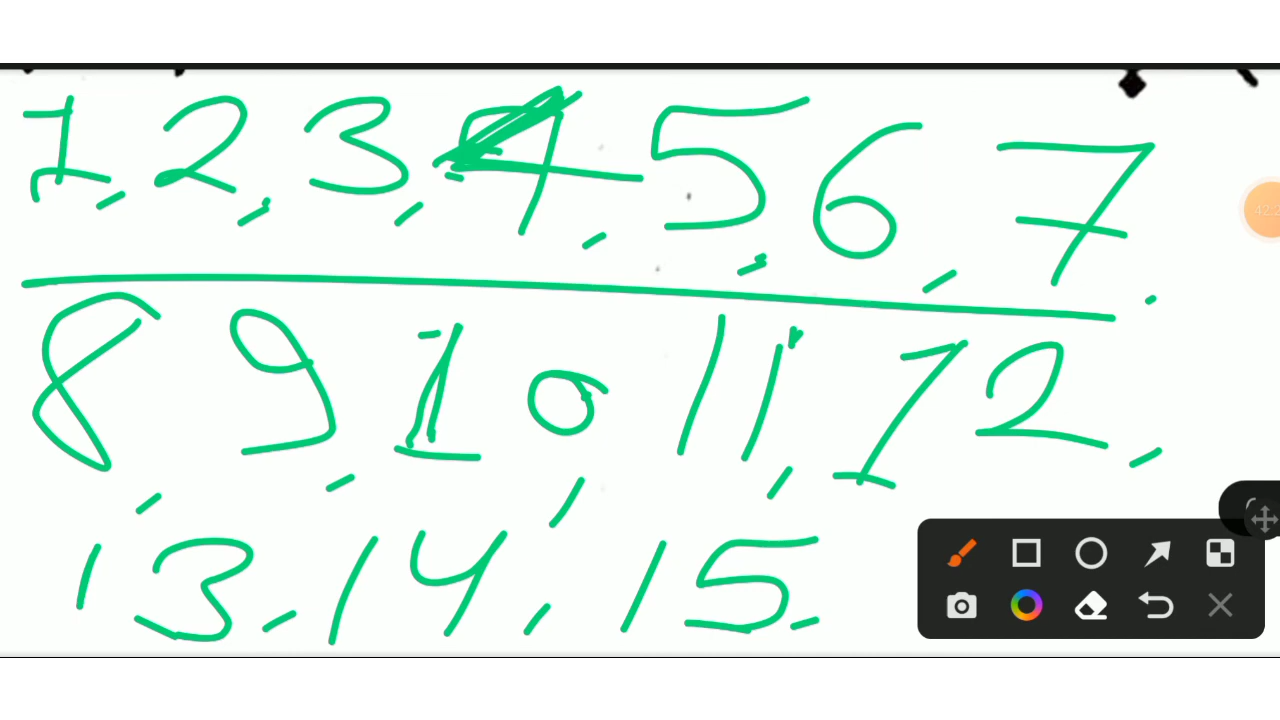 1, 2, 3, 4, 5, 6, 7.
8, 9, 10, 11, 12,
13, 14, 15.